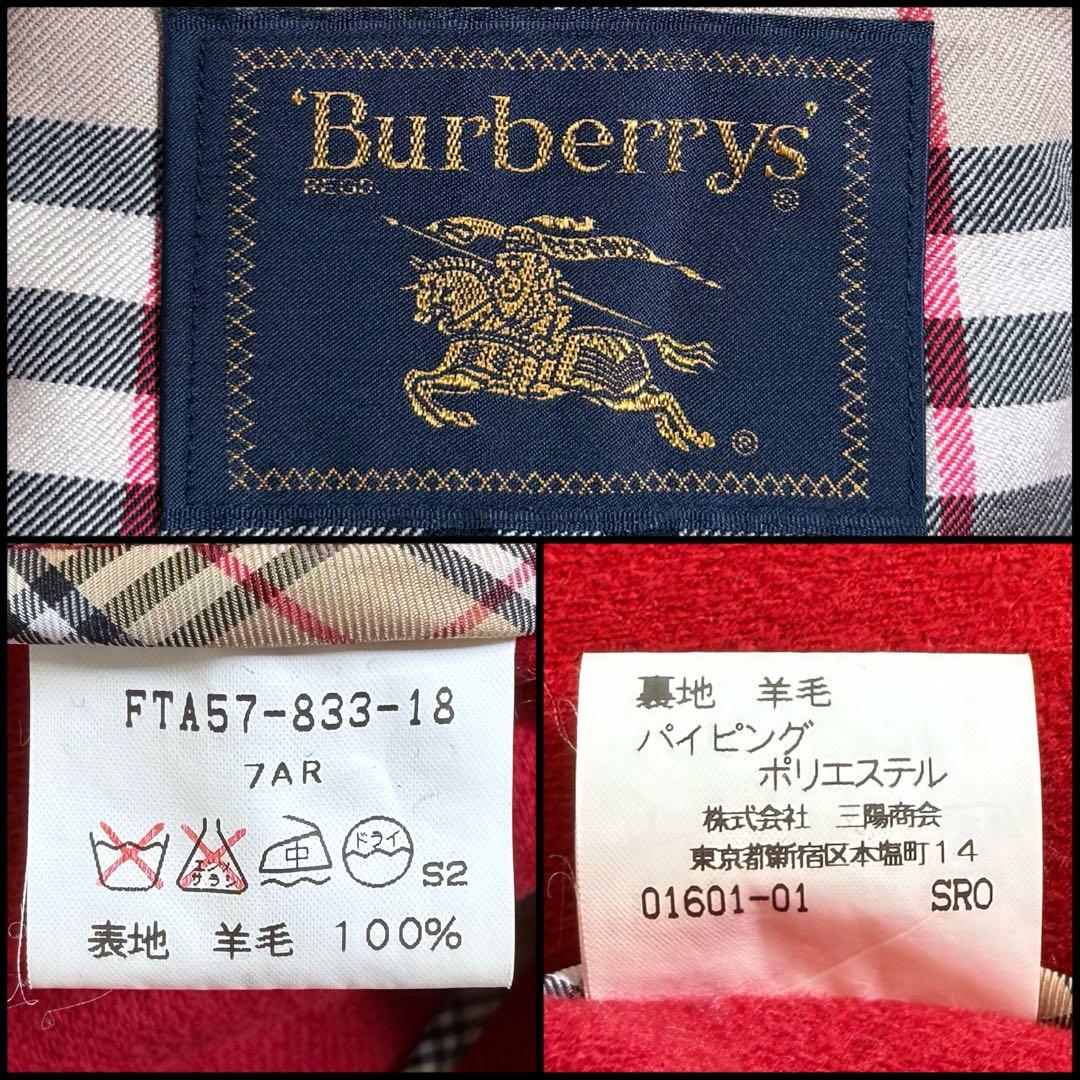 'Burberrys'
REGD.
®
®
FTA57-833-18
7AR
エンソ
サラシ
中
ドライ
S2
表地 羊毛 100%
裏地 羊毛
パイピング
ポリエステル
株式会社 三陽商会
東京都新宿区本塩町14
01601-01 SRO